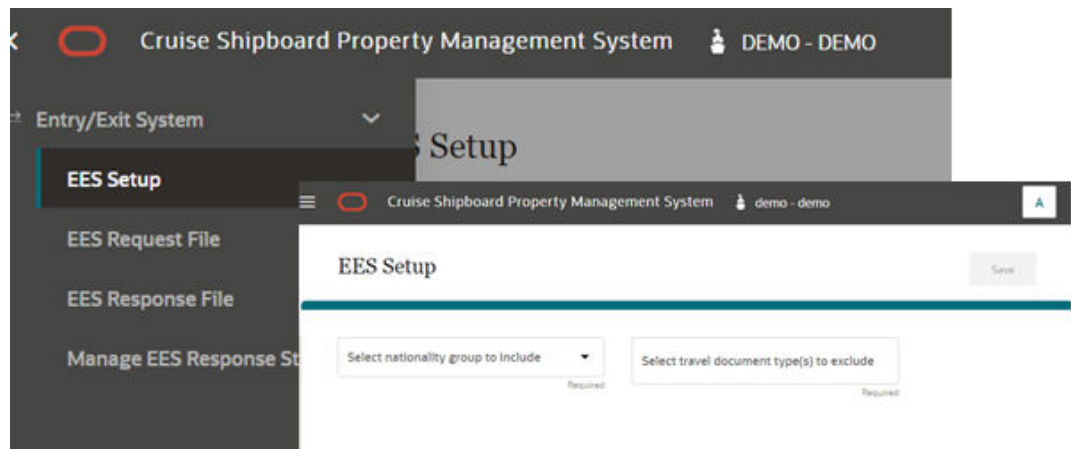 Cruise Shipboard Property Management System DEMO - DEMO
Entry/Exit System
Setup
EES Setup
EES Request File
EES Response File
Manage EES Response St
Cruise Shipboard Property Management System demo - demo A
EES Setup Save
Select nationality group to include
Required
Select travel document type(s) to exclude
Required